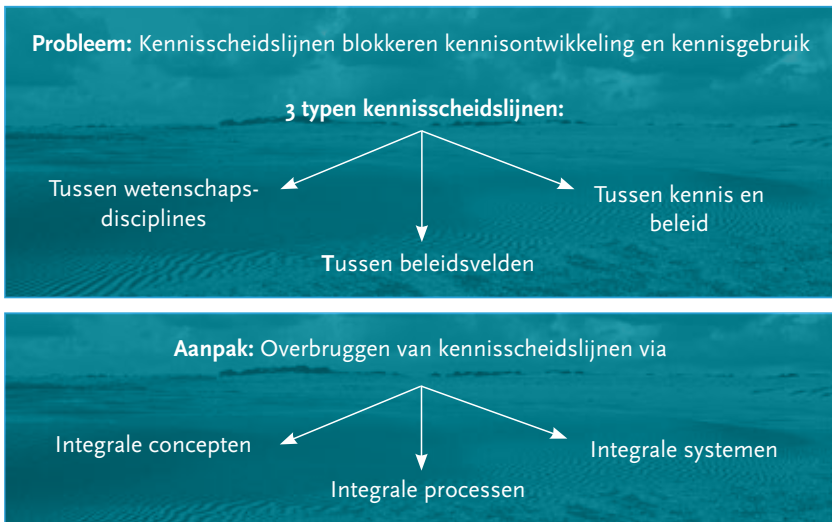 Probleem: Kennisscheidslijnen blokkeren kennisontwikkeling en kennisgebruik
3 typen kennisscheidslijnen:
Tussen wetenschaps-
disciplines
Tussen kennis en
beleid
Tussen beleidsvelden
Aanpak: Overbruggen van kennisscheidslijnen via
Integrale concepten
Integrale systemen
Integrale processen